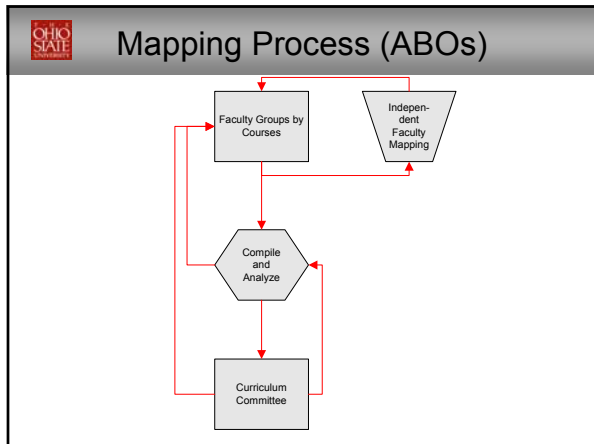 T · H · E
OHIO
STATE
UNIVERSITY
Mapping Process (ABOs)
Faculty Groups by
Courses
Indepen-
dent
Faculty
Mapping
Compile
and
Analyze
Curriculum
Committee